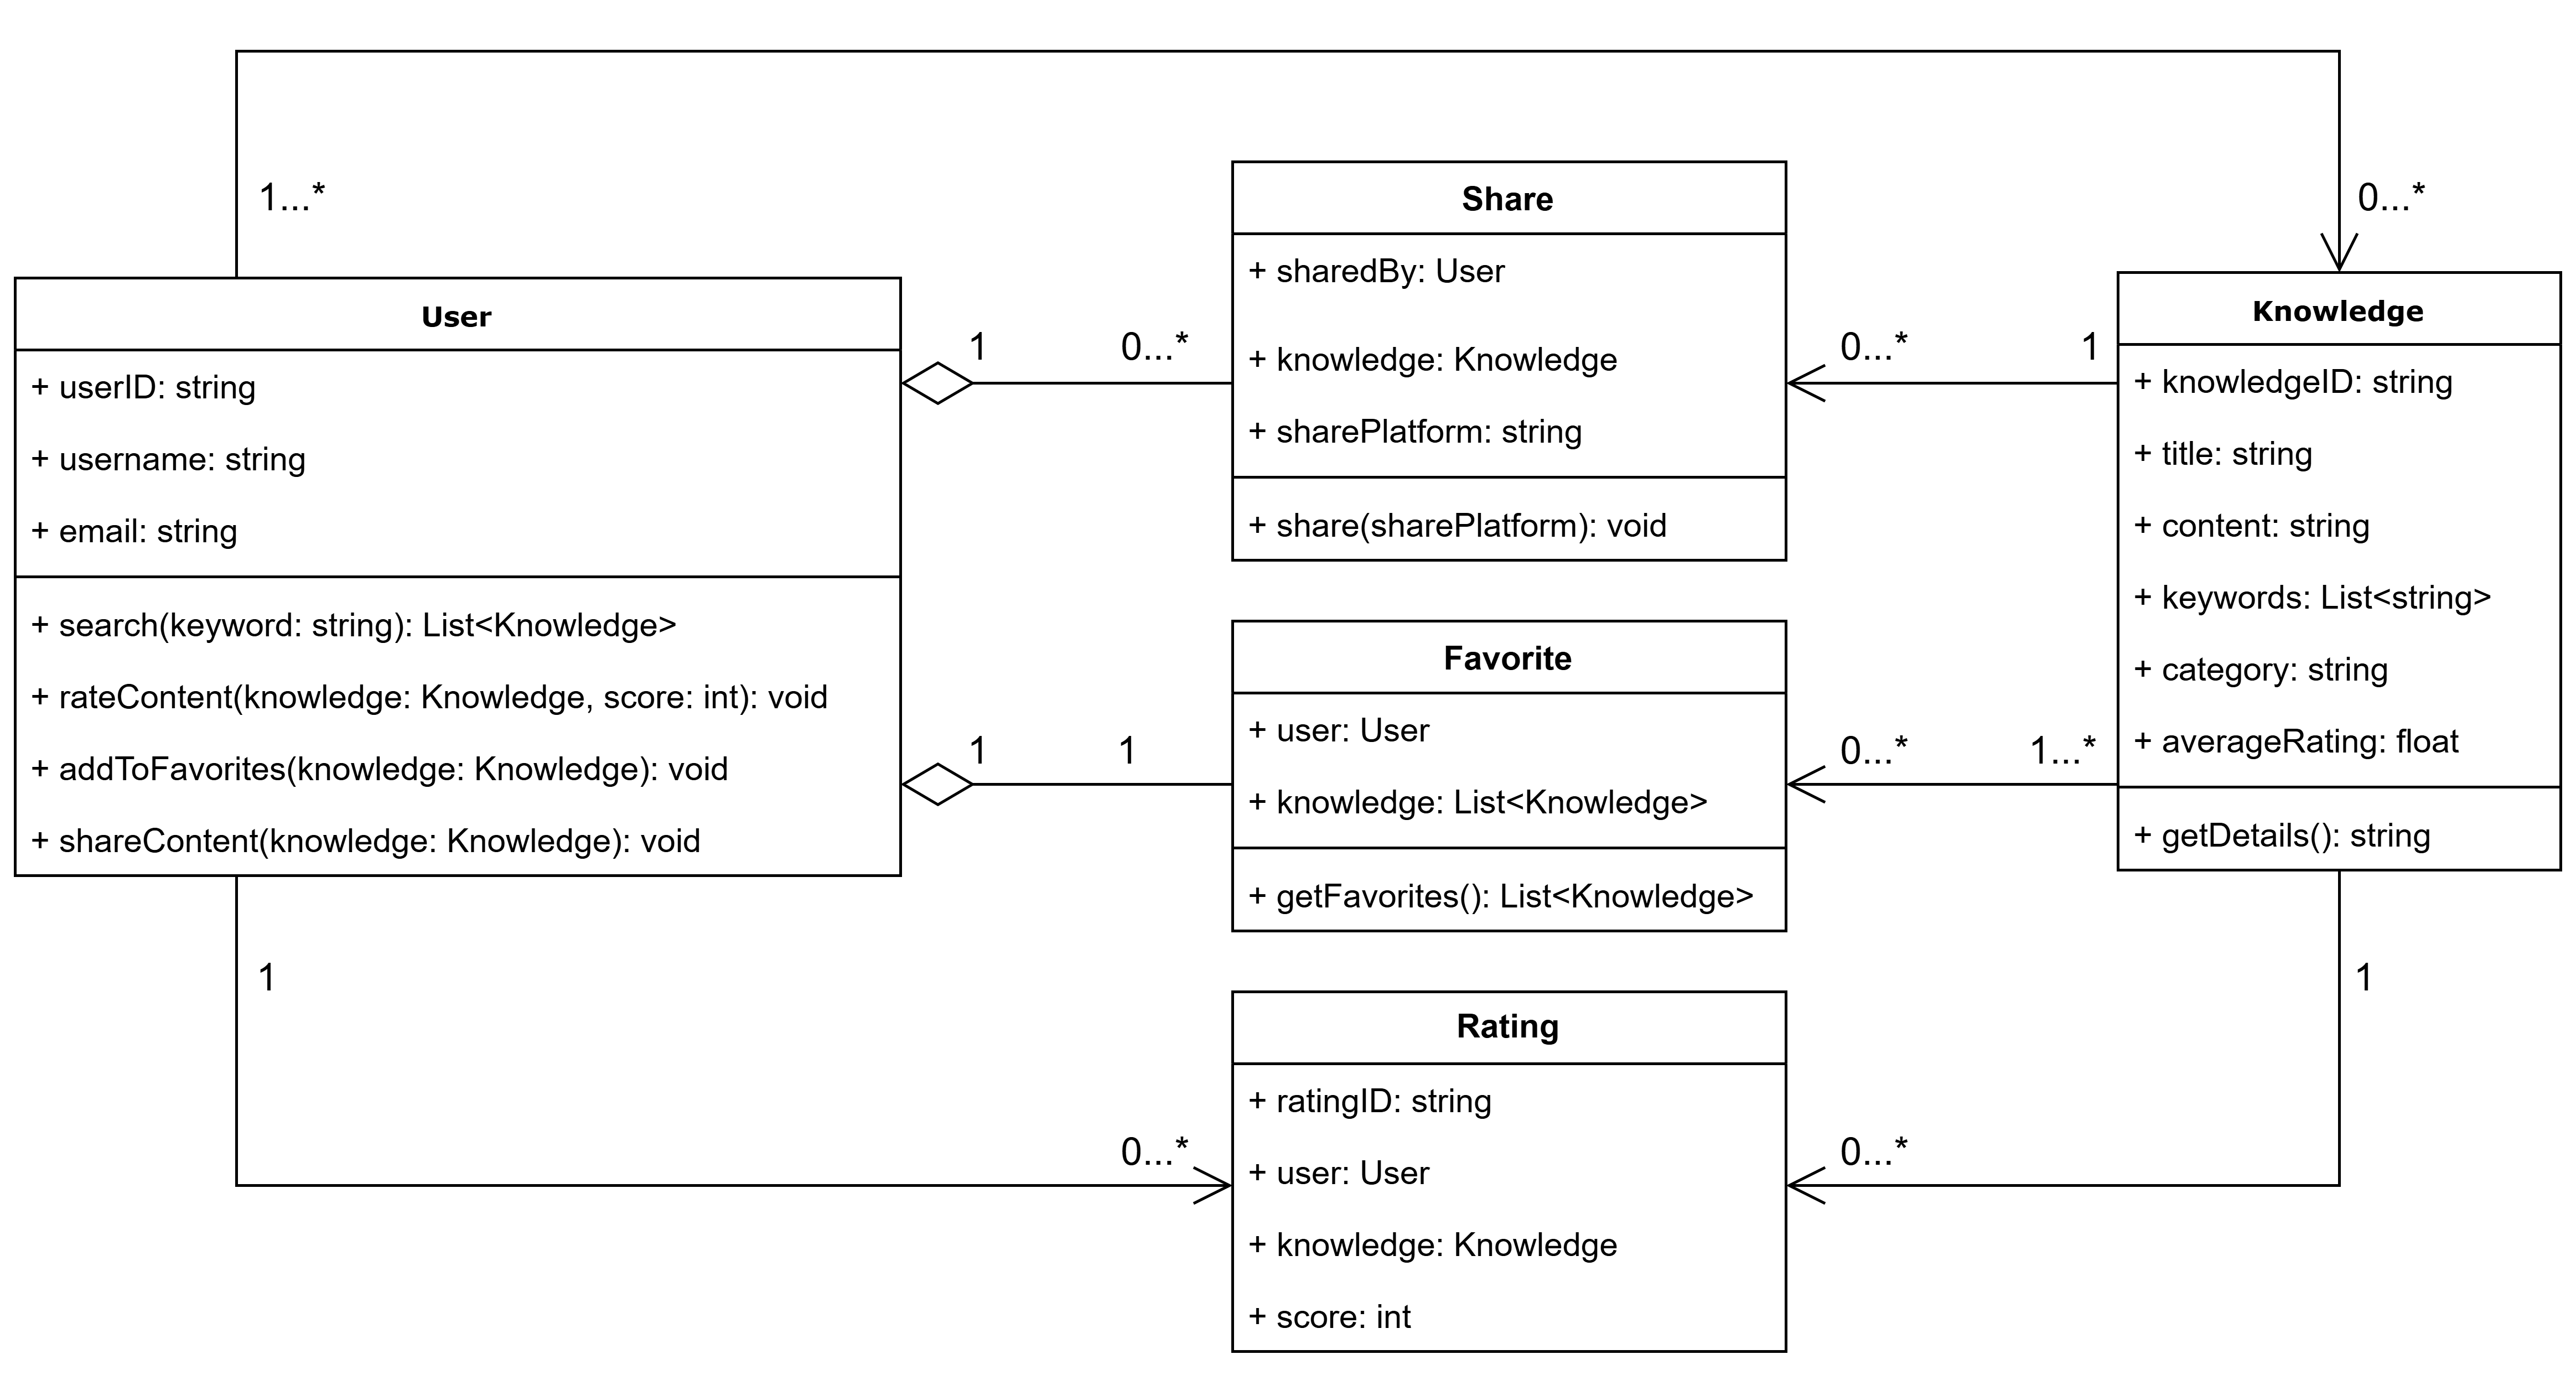 1...*
0...*
User
+ userID: string
+ username: string
+ email: string
+ search(keyword: string): List<Knowledge>
+ rateContent(knowledge: Knowledge, score: int): void
+ addToFavorites(knowledge: Knowledge): void
+ shareContent(knowledge: Knowledge): void
1
0...*
Share
+ sharedBy: User
+ knowledge: Knowledge
+ sharePlatform: string
+ share(sharePlatform): void
0...*
1
Knowledge
+ knowledgeID: string
+ title: string
+ content: string
+ keywords: List<string>
+ category: string
+ averageRating: float
+ getDetails(): string
1
1
Favorite
+ user: User
+ knowledge: List<Knowledge>
+ getFavorites(): List<Knowledge>
0...*
1...*
1
0...*
Rating
+ ratingID: string
+ user: User
+ knowledge: Knowledge
+ score: int
0...*
1